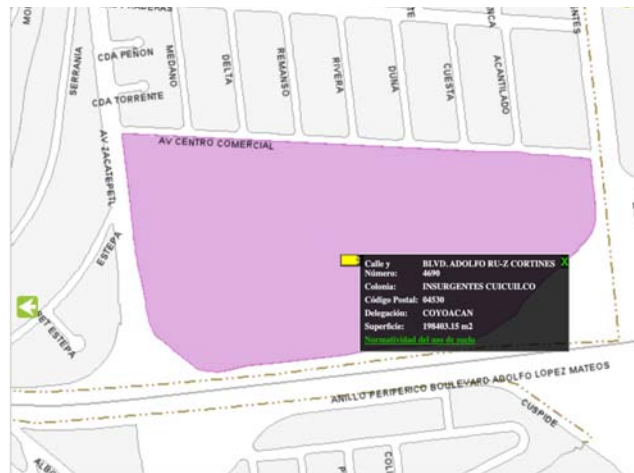 SERRANIA
CDA PEÑON
CDA TORRENTE
MEDANO
DELTA
REMANSO
RIVERA
DUNA
CUESTA
ACANTILADO
AV CENTRO COMERCIAL
AV ZACATEPETL
ESTEPA
RET ESTEPA
X
Calle y BLVD. ADOLFO RU-Z CORTINES
Número: 4690
Colonia: INSURGENTES CUICUILCO
Código Postal: 04530
Delegación: COYOACAN
Superficie: 198403.15 m2
Normatividad del uso de suelo
ANILLO PERIFERICO BOULEVARD ADOLFO LOPEZ MATEOS
CUSPIDE